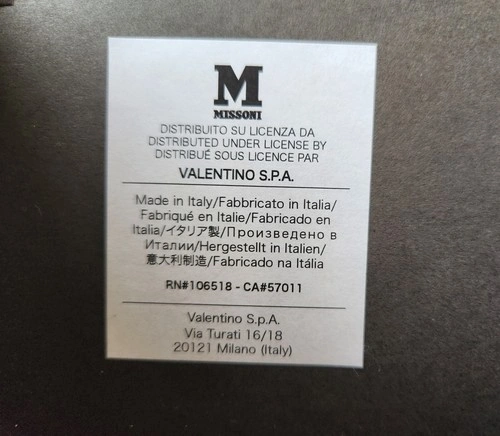 M
MISSONI
DISTRIBUITO SU LICENZA DA
DISTRIBUTED UNDER LICENSE BY
DISTRIBUÉ SOUS LICENCE PAR
VALENTINO S.P.A.
Made in Italy/Fabbricato in Italia/
Fabriqué en Italie/Fabricado en
Italia/イタリア製/Произведено в
Италии/Hergestellt in Italien/
意大利制造/Fabricado na Itália
RN#106518 - CA#57011
Valentino S.p.A.
Via Turati 16/18
20121 Milano (Italy)